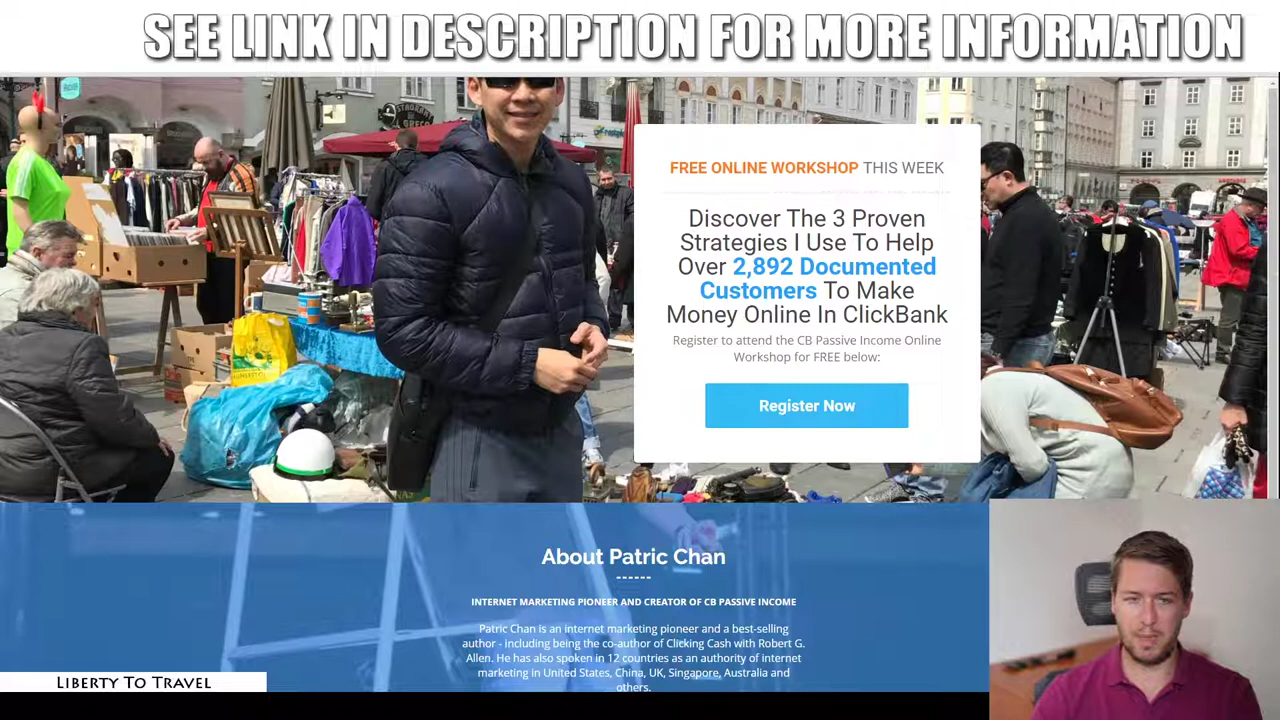 SEE LINK IN DESCRIPTION FOR MORE INFORMATION
FREE ONLINE WORKSHOP THIS WEEK
Discover The 3 Proven
Strategies I Use To Help
Over 2,892 Documented
Customers To Make
Money Online In ClickBank
Register to attend the CB Passive Income Online
Workshop for FREE below:
Register Now
About Patric Chan
INTERNET MARKETING PIONEER AND CREATOR OF CB PASSIVE INCOME
Patric Chan is an internet marketing pioneer and a best-selling
author - including being the co-author of Clicking Cash with Robert G.
Allen. He has also spoken in 12 countries as an authority of internet
marketing in United States, China, UK, Singapore, Australia and
others.
LIBERTY TO TRAVEL